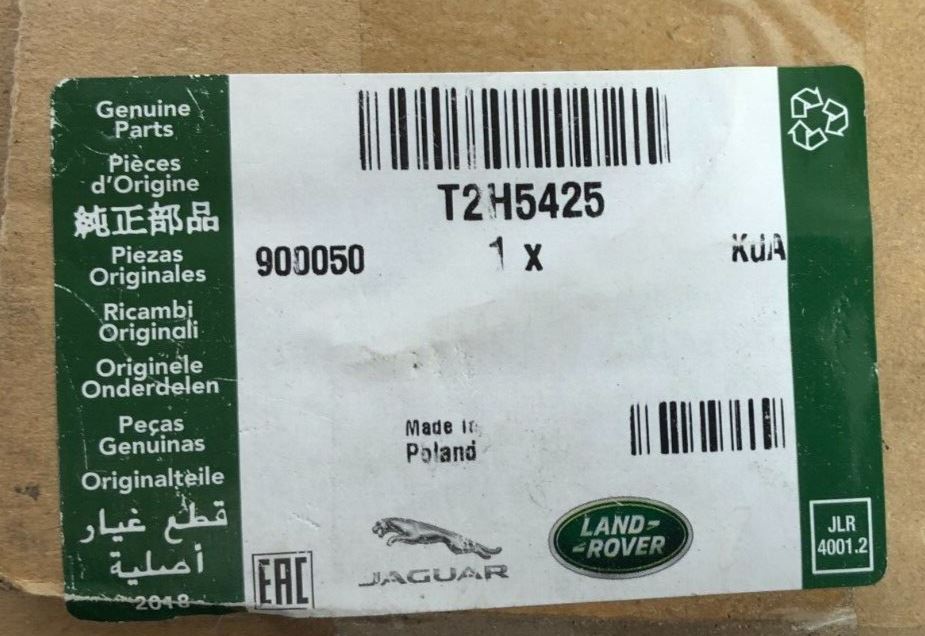 Genuine
Parts
Pièces
d'Origine
純正部品
Piezas
Originales
Ricambi
Originali
Originele
Onderdelen
Peças
Genuinas
Originalteile
قطع غيار
أصلية
2018
T2H5425
900050 1 x KdA
Made in
Poland
EAC
JAGUAR
LAND-
-ROVER
JLR
4001.2